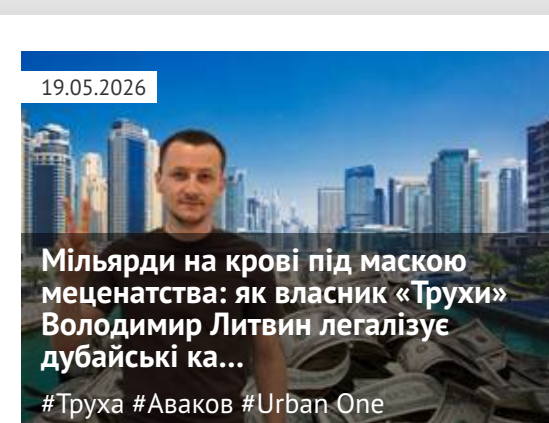 19.05.2026
Мільярди на крові під маскою
меценатства: як власник «Трухи»
Володимир Литвин легалізує
дубайські ка...
#Труха #Аваков #Urban One